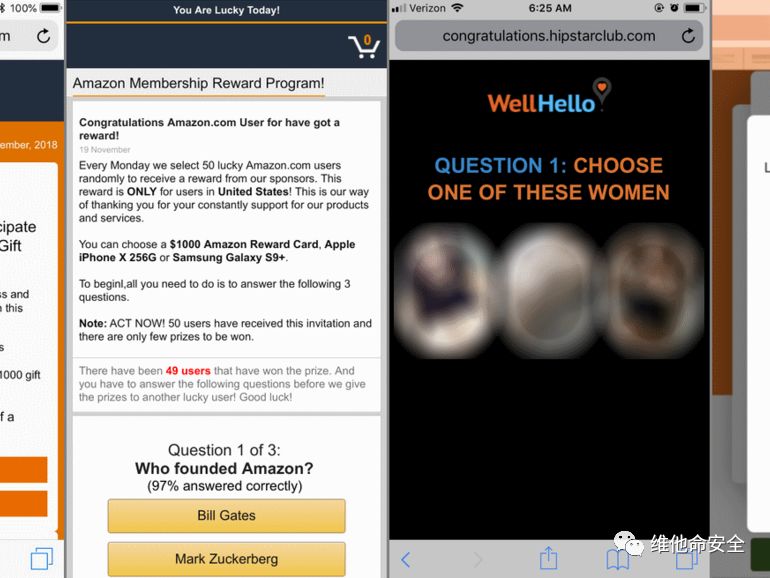 100%
m
ember, 2018
cipate
Gift
ss and
n this
s
1000 gift
f a
You Are Lucky Today!
0
Amazon Membership Reward Program!
Congratulations Amazon.com User for have got a
reward!
19 November
Every Monday we select 50 lucky Amazon.com users
randomly to receive a reward from our sponsors. This
reward is ONLY for users in United States! This is our way
of thanking you for your constantly support for our products
and services.
You can choose a $1000 Amazon Reward Card, Apple
iPhone X 256G or Samsung Galaxy S9+.
To beginl,all you need to do is to answer the following 3
questions.
Note: ACT NOW! 50 users have received this invitation and
there are only few prizes to be won.
There have been 49 users that have won the prize. And
you have to answer the following questions before we give
the prizes to another lucky user! Good luck!
Question 1 of 3:
Who founded Amazon?
(97% answered correctly)
Bill Gates
Mark Zuckerberg
Verizon 6:25 AM
congratulations.hipstarclub.com
WellHello
QUESTION 1: CHOOSE
ONE OF THESE WOMEN
L
维他命安全